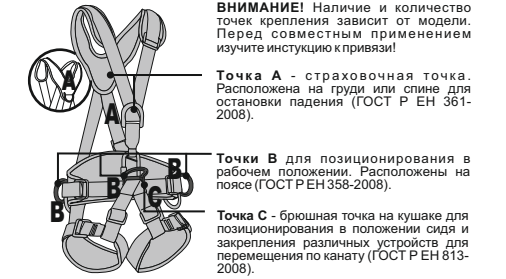 ВНИМАНИЕ! Наличие и количество
точек крепления зависит от модели.
Перед совместным применением
изучите инстукцию к привязи!
A
Точка А - страховочная точка.
Расположена на груди или спине для
остановки падения (ГОСТ Р ЕН 361-
2008).
A
Точки В для позиционирования в
рабочем положении. Расположены на
поясе (ГОСТ Р ЕН 358-2008).
B
B
B
C
Точка С - брюшная точка на кушаке для
позиционирования в положении сидя и
закрепления различных устройств для
перемещения по канату (ГОСТ Р ЕН 813-
2008).